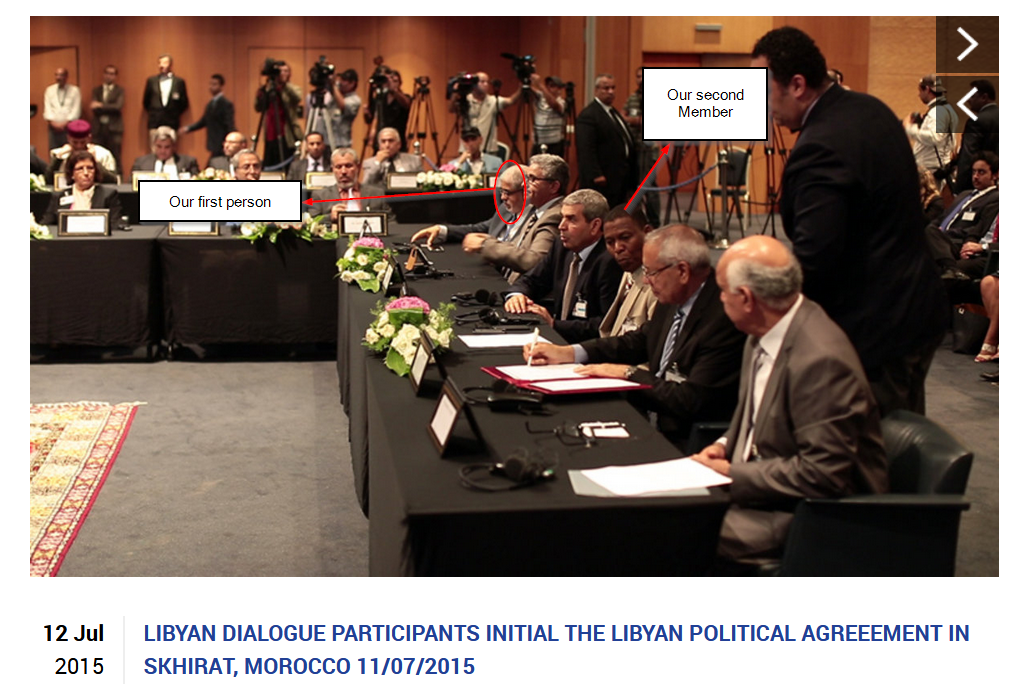 Our second
Member
Our first person
12 Jul
2015
LIBYAN DIALOGUE PARTICIPANTS INITIAL THE LIBYAN POLITICAL AGREEEMENT IN
SKHIRAT, MOROCCO 11/07/2015